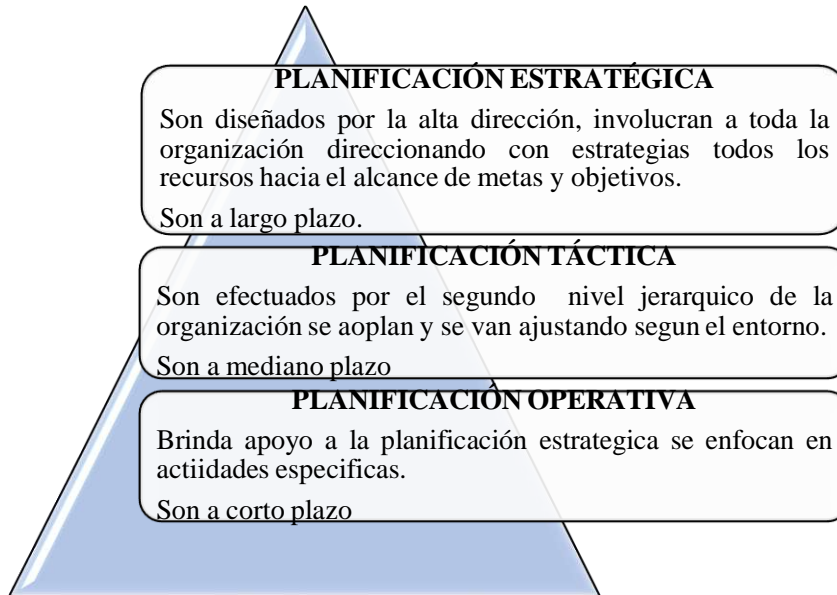 PLANIFICACIÓN ESTRATÉGICA
Son diseñados por la alta dirección, involucran a toda la
organización direccionando con estrategias todos los
recursos hacia el alcance de metas y objetivos.
Son a largo plazo.
PLANIFICACIÓN TÁCTICA
Son efectuados por el segundo nivel jerarquico de la
organización se aoplan y se van ajustando segun el entorno.
Son a mediano plazo
PLANIFICACIÓN OPERATIVA
Brinda apoyo a la planificación estrategica se enfocan en
actiidades especificas.
Son a corto plazo